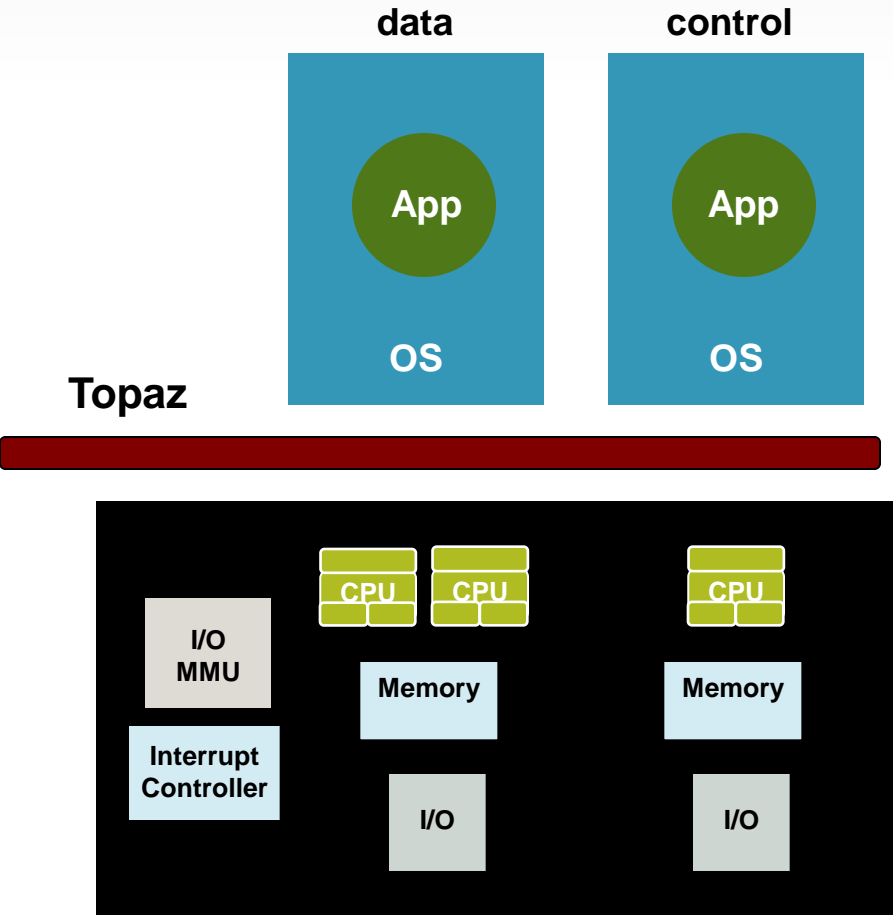 data
control
App
App
OS
OS
Topaz
CPU
CPU
CPU
I/O
MMU
Memory
Memory
Interrupt
Controller
I/O
I/O